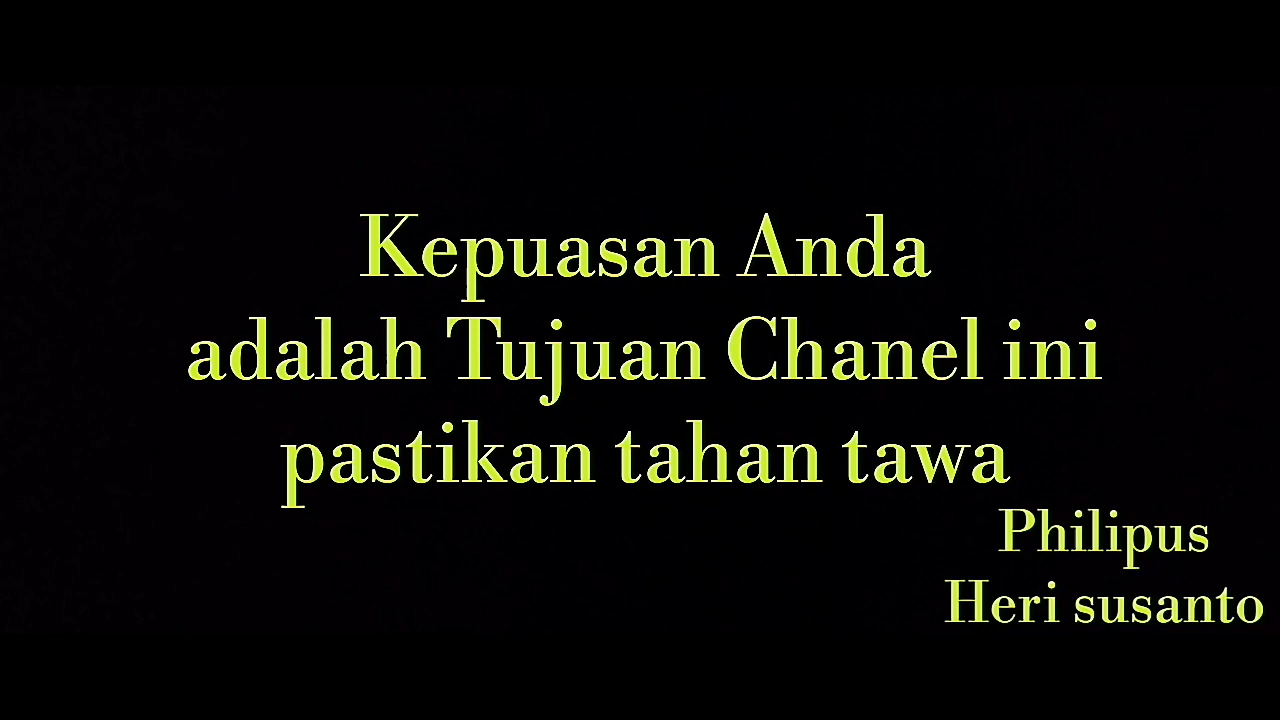 Kepuasan Anda
adalah Tujuan Chanel ini
pastikan tahan tawa
Philipus
Heri susanto